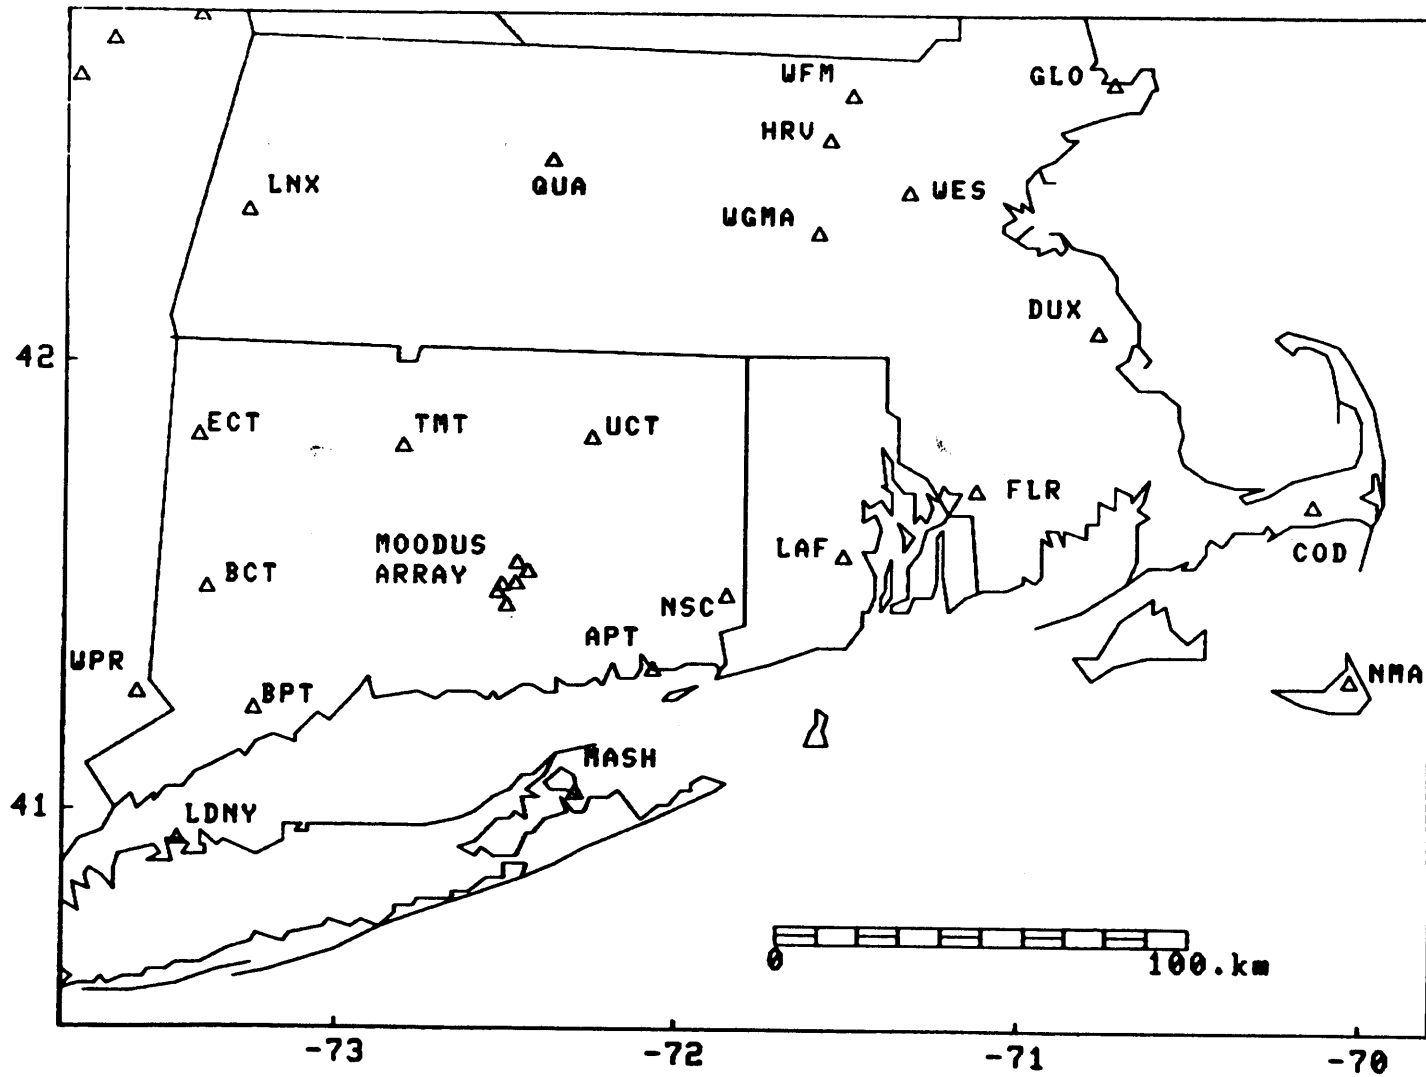 WFM
GLO
HRV
LNX
QUA
WES
WGMA
DUX
42
ECT
TMT
UCT
FLR
MOODUS
ARRAY
LAF
COD
BCT
NSC
APT
WPR
NMA
BPT
MASH
41
LDNY
0
100.km
-73
-72
-71
-70